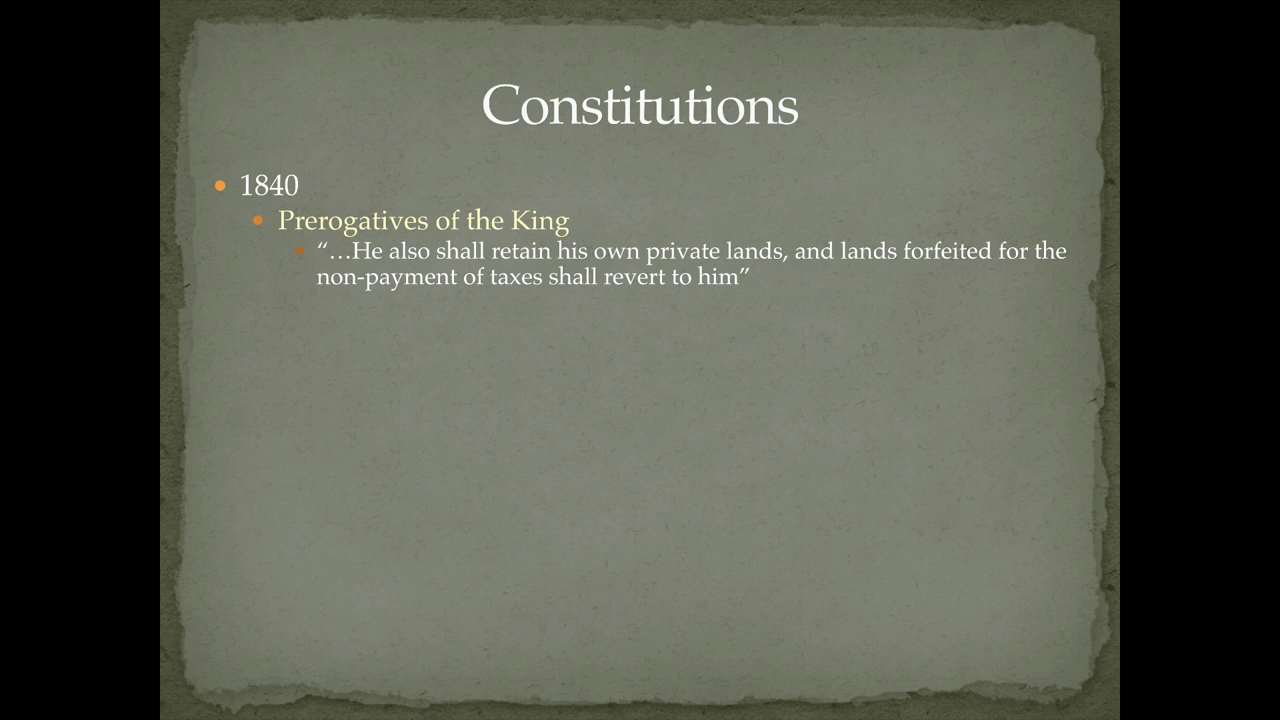 Constitutions
1840
Prerogatives of the King
“…He also shall retain his own private lands, and lands forfeited for the
non-payment of taxes shall revert to him”